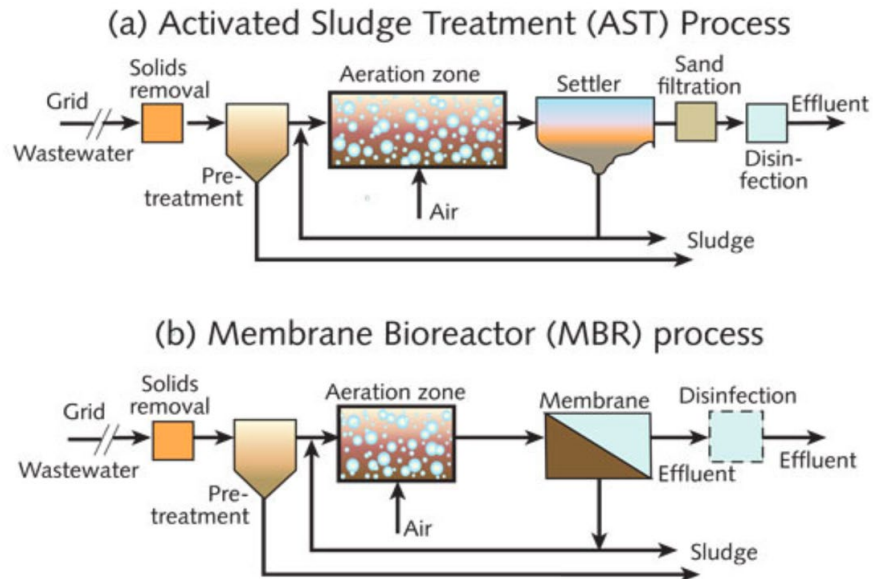 (a) Activated Sludge Treatment (AST) Process
Solids
removal
Aeration zone
Settler
Sand
filtration
Grid
Wastewater
Effluent
Pre-
treatment
Air
Disin-
fection
Sludge
(b) Membrane Bioreactor (MBR) process
Solids
removal
Aeration zone
Membrane
Disinfection
Grid
Wastewater
Effluent
Effluent
Pre-
treatment
Air
Sludge